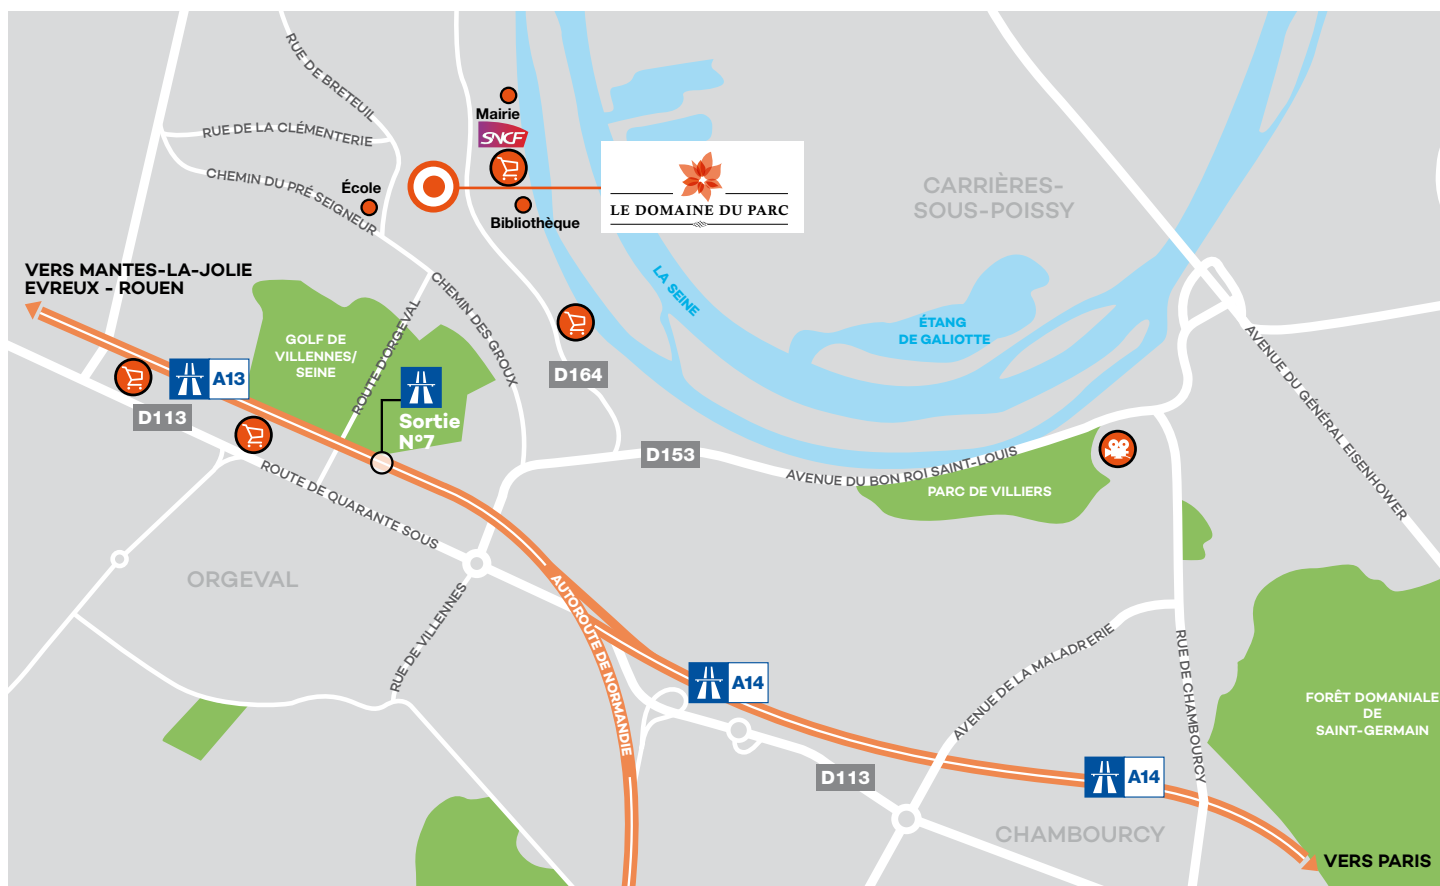 RUE DE BRETEUIL
RUE DE LA CLÉMENTERIE
CHEMIN DU PRÉ SEIGNEUR
École
Mairie
SNCF
Bibliothèque
LE DOMAINE DU PARC
CARRIÈRES-
SOUS-POISSY
VERS MANTES-LA-JOLIE
EVREUX - ROUEN
GOLF DE
VILLENNES/
SEINE
ROUTE D'ORGEVAL
CHEMIN DES GROUX
LA SEINE
ÉTANG
DE GALIOTTE
A13
D113
Sortie
N°7
D164
D153
AVENUE DU BON ROI SAINT-LOUIS
PARC DE VILLIERS
AVENUE DU GÉNÉRAL EISENHOWER
ROUTE DE QUARANTE SOUS
ORGEVAL
RUE DE VILLENNES
AUTOROUTE DE NORMANDIE
A14
D113
AVENUE DE LA MALADRERIE
RUE DE CHAMBOURCY
A14
CHAMBOURCY
FORÊT DOMANIALE
DE
SAINT-GERMAIN
VERS PARIS